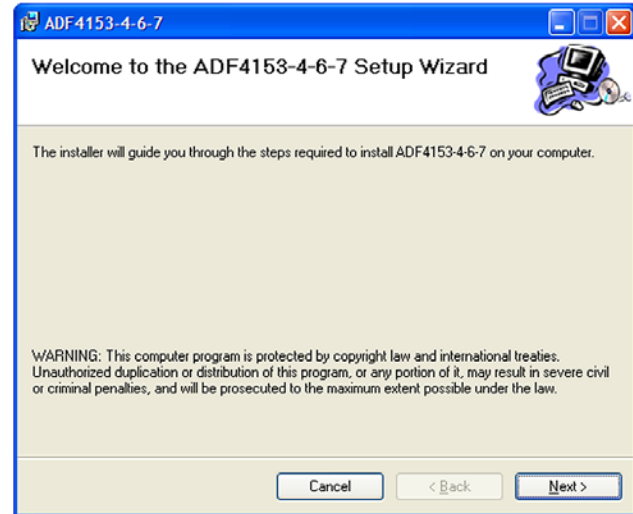 ADF4153-4-6-7
Welcome to the ADF4153-4-6-7 Setup Wizard
The installer will guide you through the steps required to install ADF4153-4-6-7 on your computer.
WARNING: This computer program is protected by copyright law and international treaties.
Unauthorized duplication or distribution of this program, or any portion of it, may result in severe civil
or criminal penalties, and will be prosecuted to the maximum extent possible under the law.
Cancel
< Back
Next >